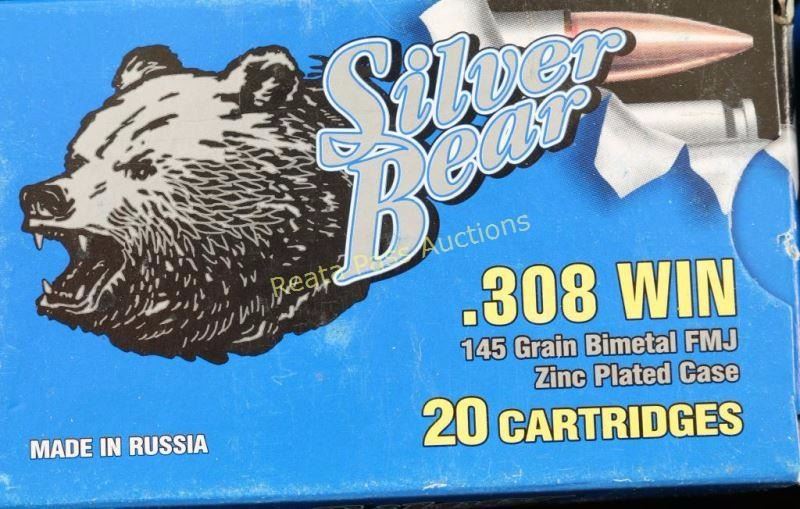 Silver
Bear
Reata Pass Auctions
.308 WIN
145 Grain Bimetal FMJ
Zinc Plated Case
20 CARTRIDGES
MADE IN RUSSIA